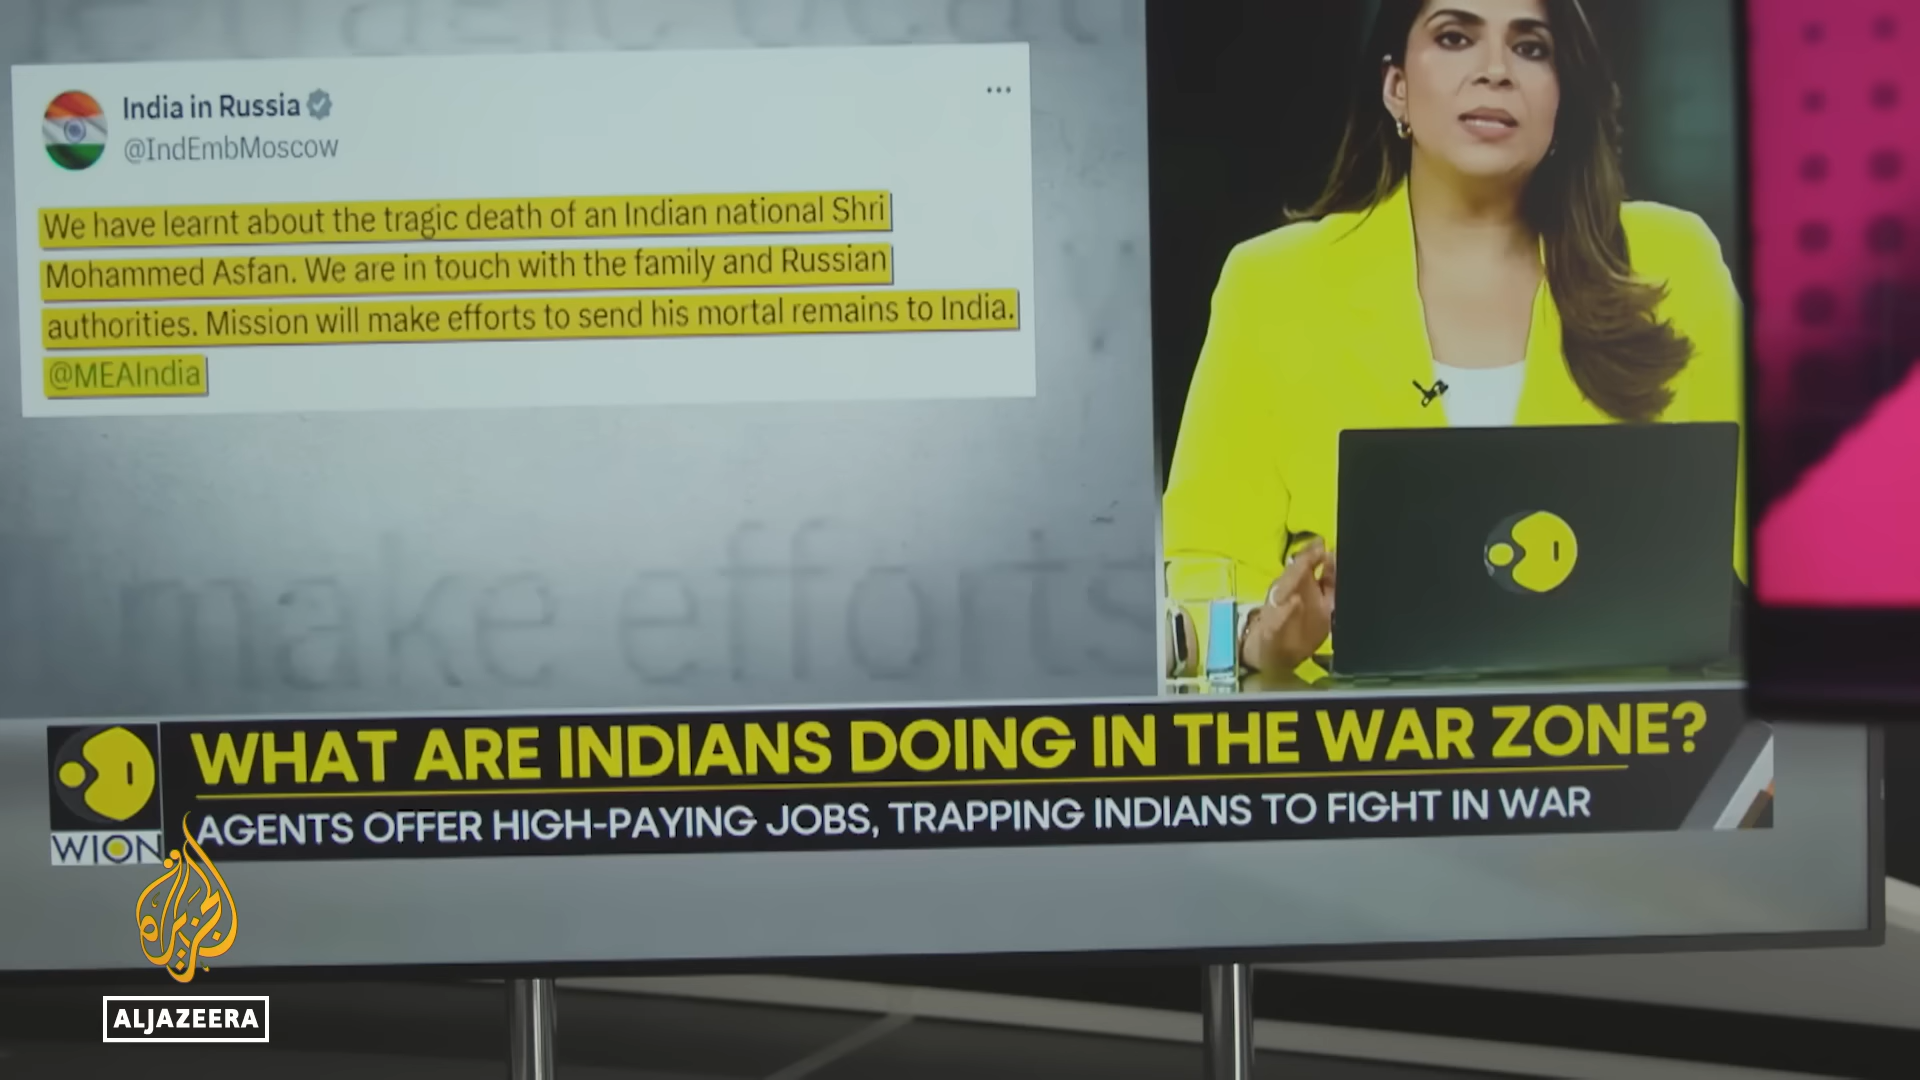 India in Russia
@IndEmbMoscow
We have learnt about the tragic death of an Indian national Shri
Mohammed Asfan. We are in touch with the family and Russian
authorities. Mission will make efforts to send his mortal remains to India.
@MEAIndia
make efforts
WHAT ARE INDIANS DOING IN THE WAR ZONE?
AGENTS OFFER HIGH-PAYING JOBS, TRAPPING INDIANS TO FIGHT IN WAR
WION
الجزيرة
ALJAZEERA